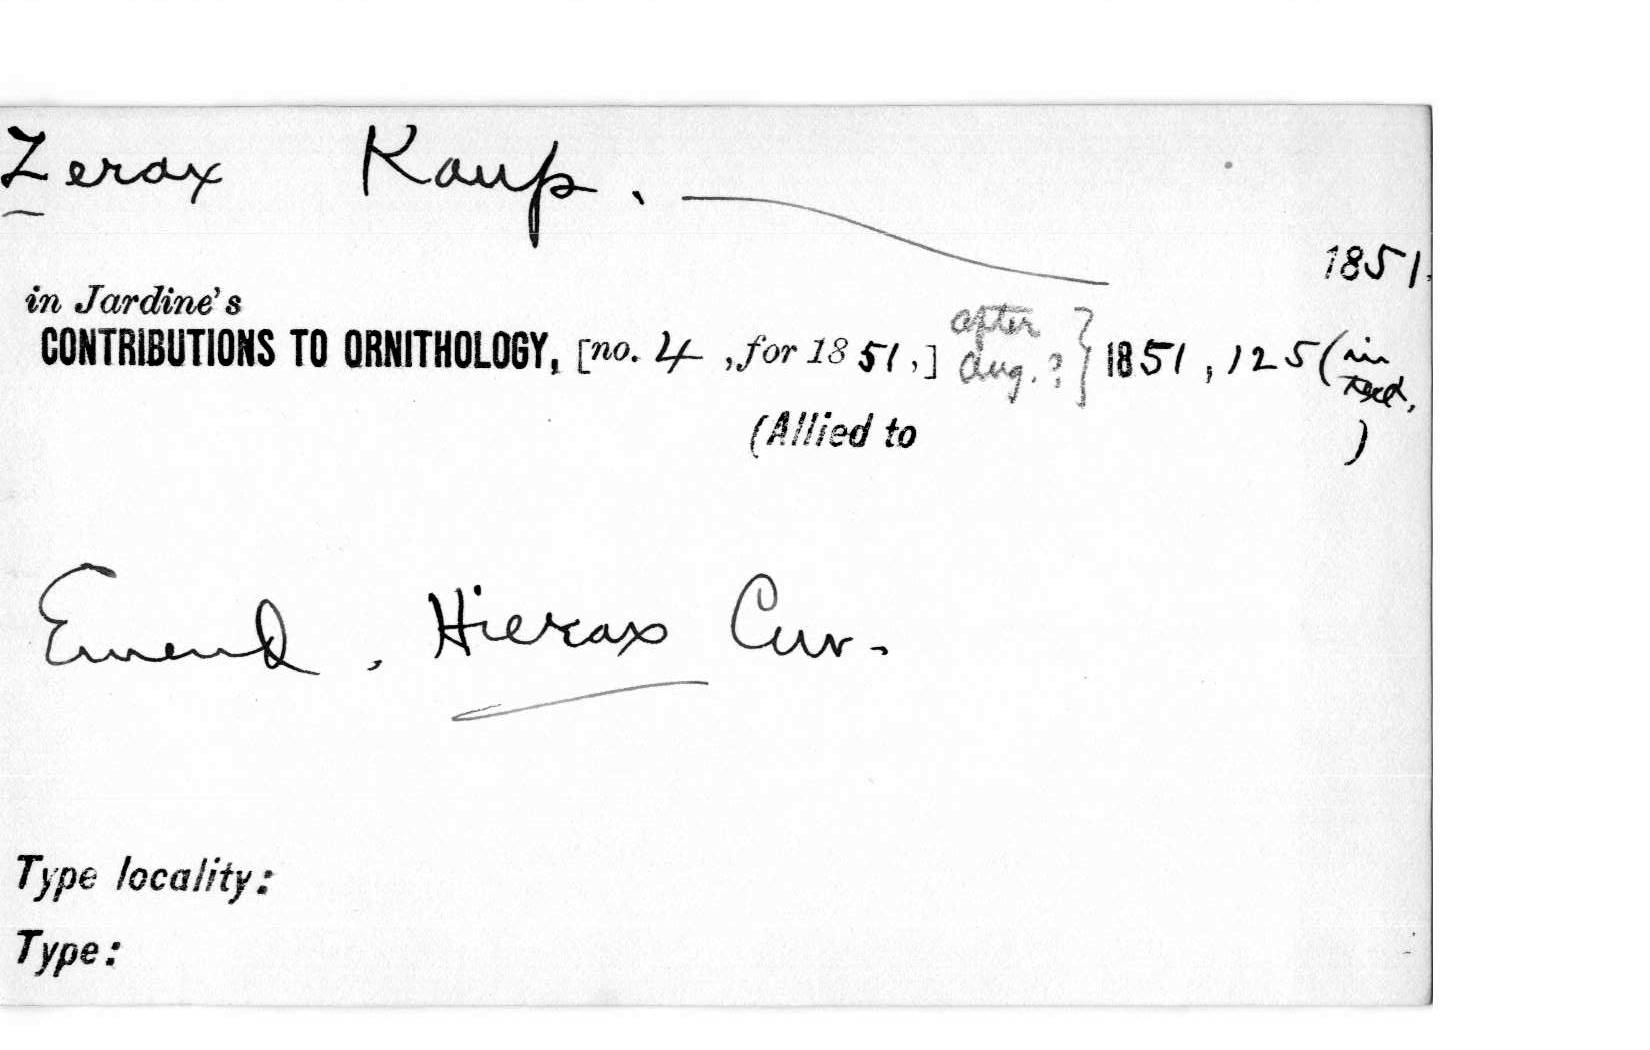 Zerax Kaup.
1851.
in Jardine's
CONTRIBUTIONS TO ORNITHOLOGY, [no. 4 , for 1851,] after Aug. ? } 1851, 125 (in text,
(Allied to )
Emend. Hierax Cuv.
Type locality:
Type: